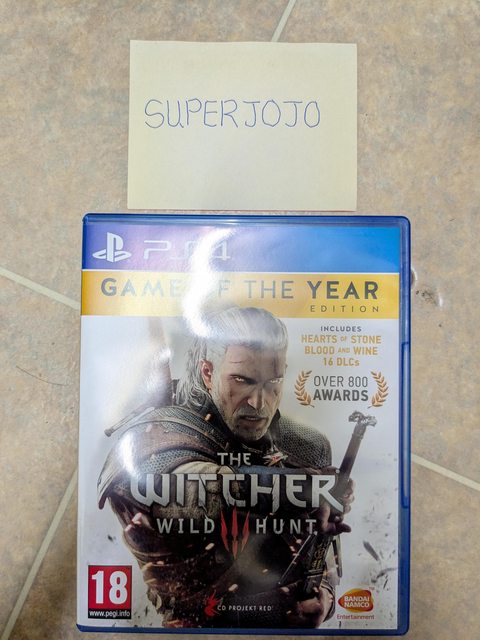 SUPERJOJO
PS4
GAME OF THE YEAR
EDITION
INCLUDES
HEARTS OF STONE
BLOOD AND WINE
16 DLCs
OVER 800
AWARDS
THE
WITCHER
WILD HUNT
18
www.pegi.info
CD PROJEKT RED
BANDAI
NAMCO
Entertainment